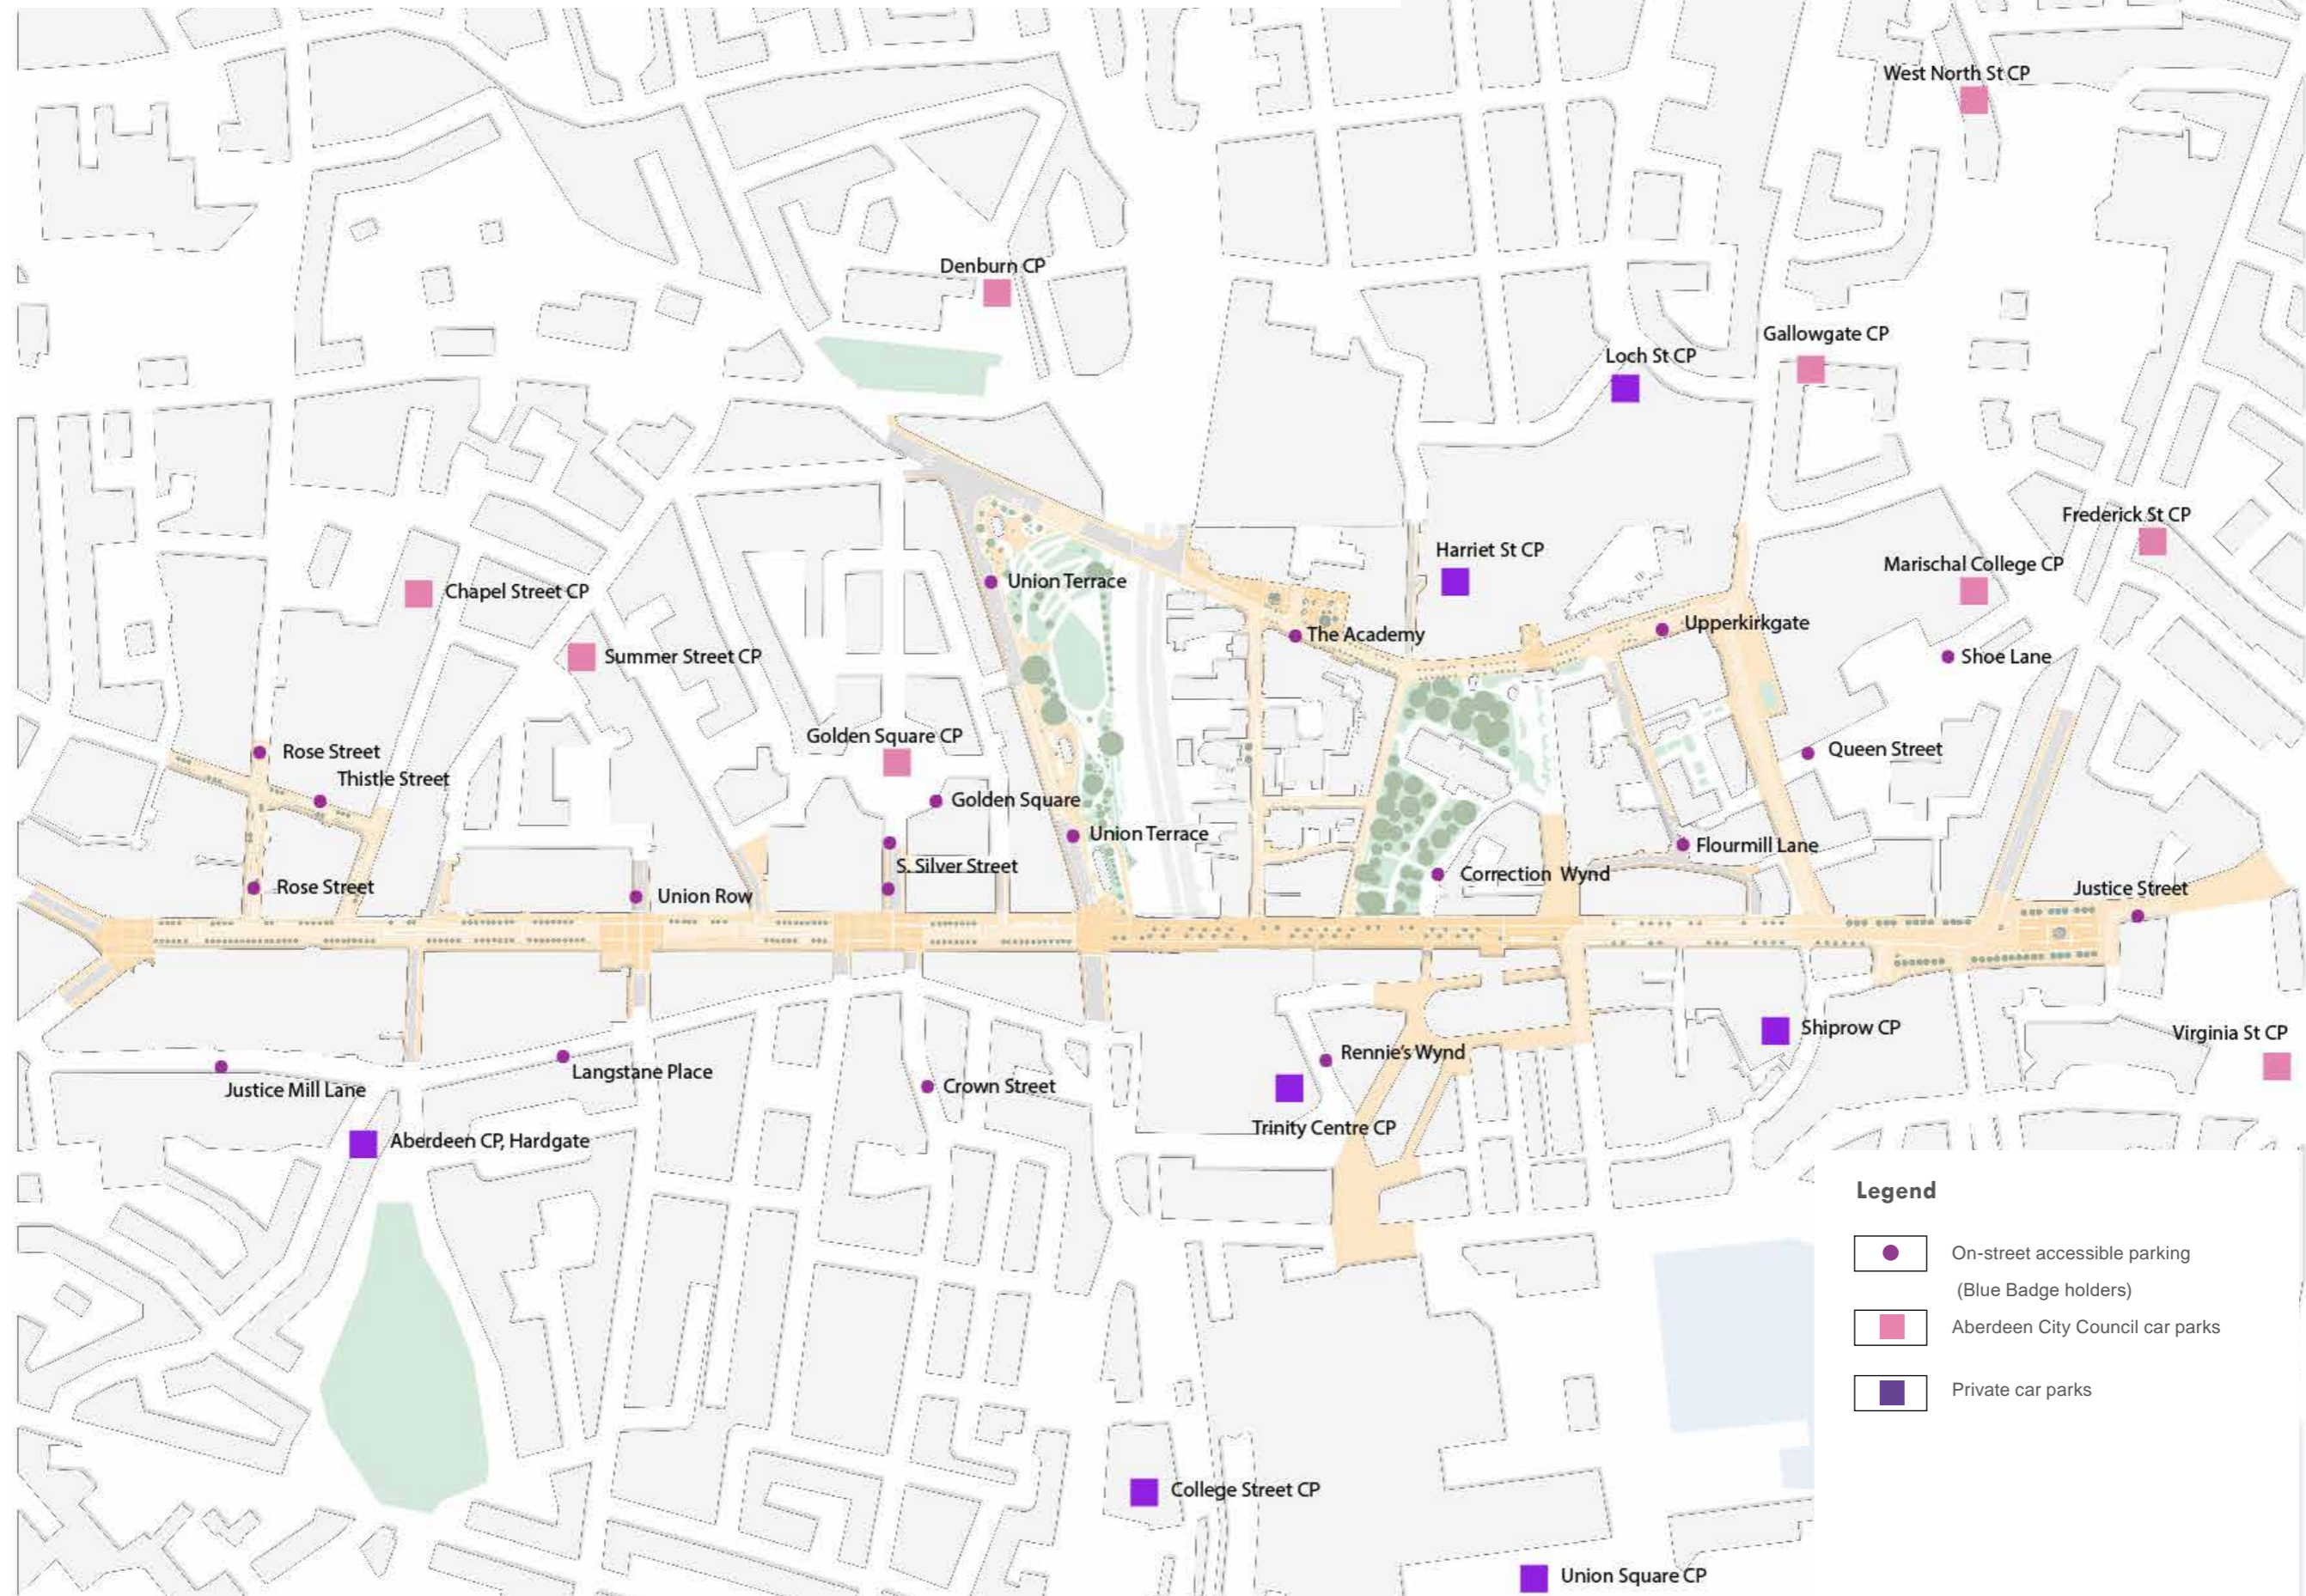 West North St CP
Denburn CP
Gallowgate CP
Loch St CP
Frederick St CP
Harriet St CP
Marischal College CP
Union Terrace
Chapel Street CP
Upperkirkgate
The Academy
Summer Street CP
Shoe Lane
Golden Square CP
Queen Street
Rose Street
Thistle Street
Golden Square
Union Terrace
Flourmill Lane
S. Silver Street
Correction Wynd
Rose Street
Justice Street
Union Row
Shiprow CP
Virginia St CP
Rennie's Wynd
Langstane Place
Crown Street
Justice Mill Lane
Trinity Centre CP
Aberdeen CP, Hardgate
Legend
On-street accessible parking
(Blue Badge holders)
Aberdeen City Council car parks
Private car parks
College Street CP
Union Square CP